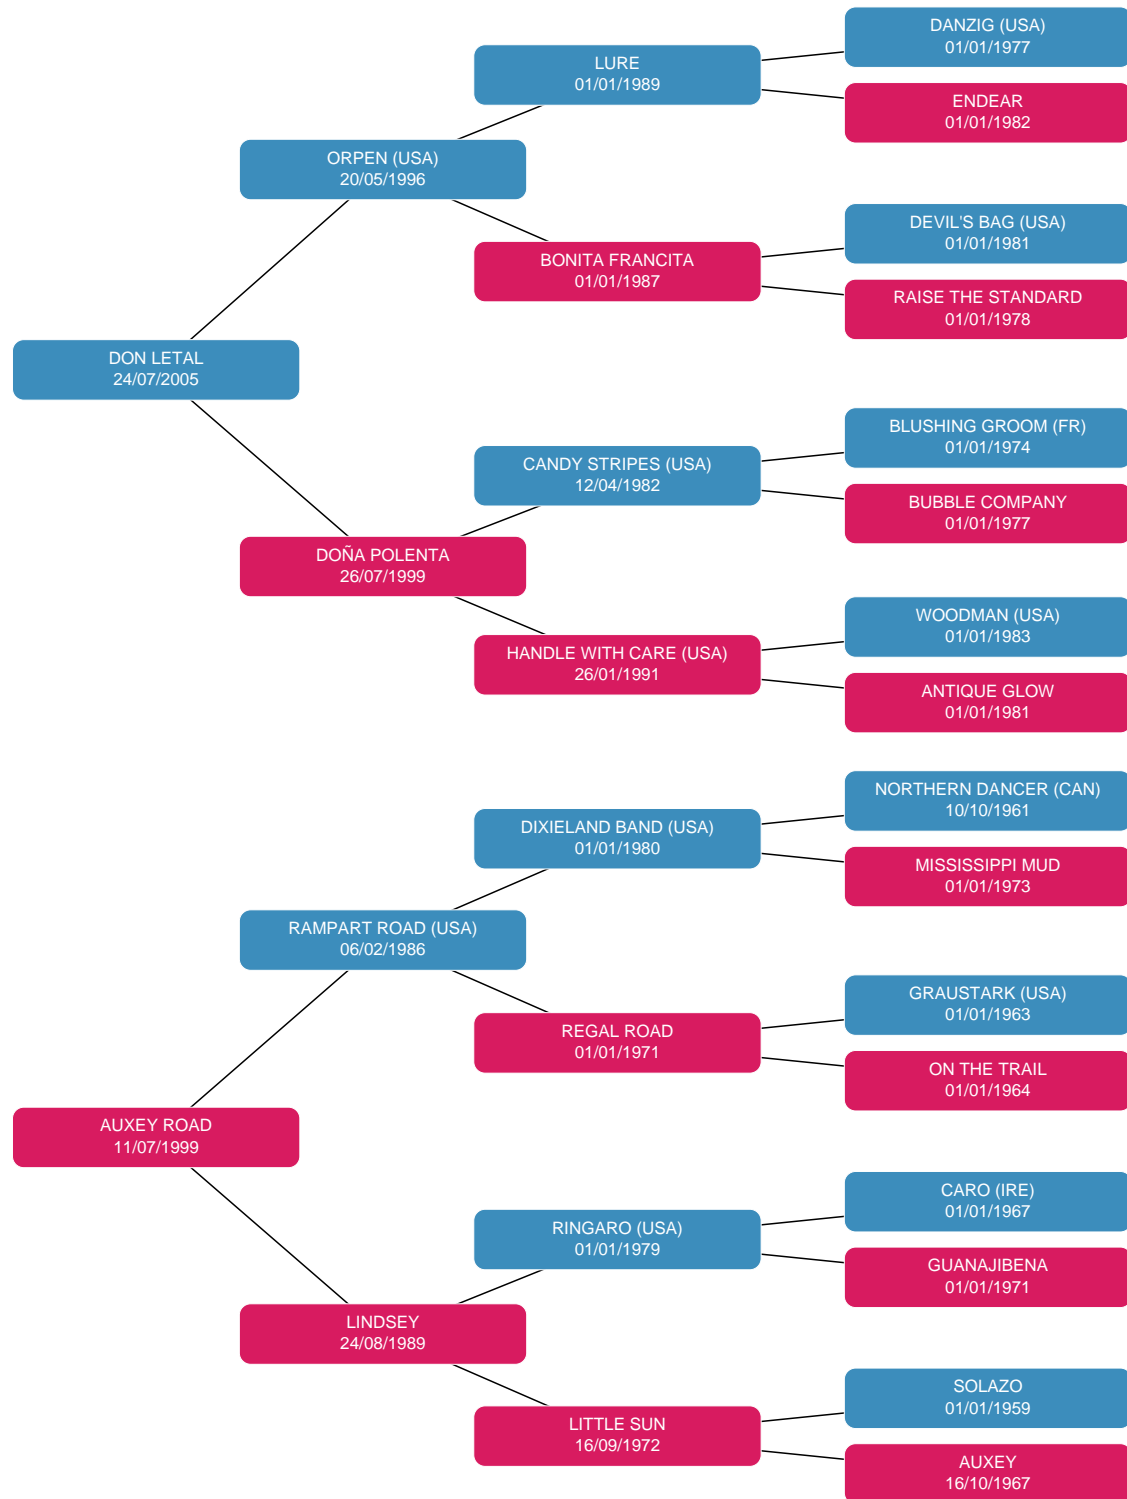 DANZIG (USA)
01/01/1977
LURE
01/01/1989
ENDEAR
01/01/1982
ORPEN (USA)
20/05/1996
DEVIL'S BAG (USA)
01/01/1981
BONITA FRANCITA
01/01/1987
RAISE THE STANDARD
01/01/1978
DON LETAL
24/07/2005
BLUSHING GROOM (FR)
01/01/1974
CANDY STRIPES (USA)
12/04/1982
BUBBLE COMPANY
01/01/1977
DOÑA POLENTA
26/07/1999
WOODMAN (USA)
01/01/1983
HANDLE WITH CARE (USA)
26/01/1991
ANTIQUE GLOW
01/01/1981
NORTHERN DANCER (CAN)
10/10/1961
DIXIELAND BAND (USA)
01/01/1980
MISSISSIPPI MUD
01/01/1973
RAMPART ROAD (USA)
06/02/1986
GRAUSTARK (USA)
01/01/1963
REGAL ROAD
01/01/1971
ON THE TRAIL
01/01/1964
AUXEY ROAD
11/07/1999
CARO (IRE)
01/01/1967
RINGARO (USA)
01/01/1979
GUANAJIBENA
01/01/1971
LINDSEY
24/08/1989
SOLAZO
01/01/1959
LITTLE SUN
16/09/1972
AUXEY
16/10/1967